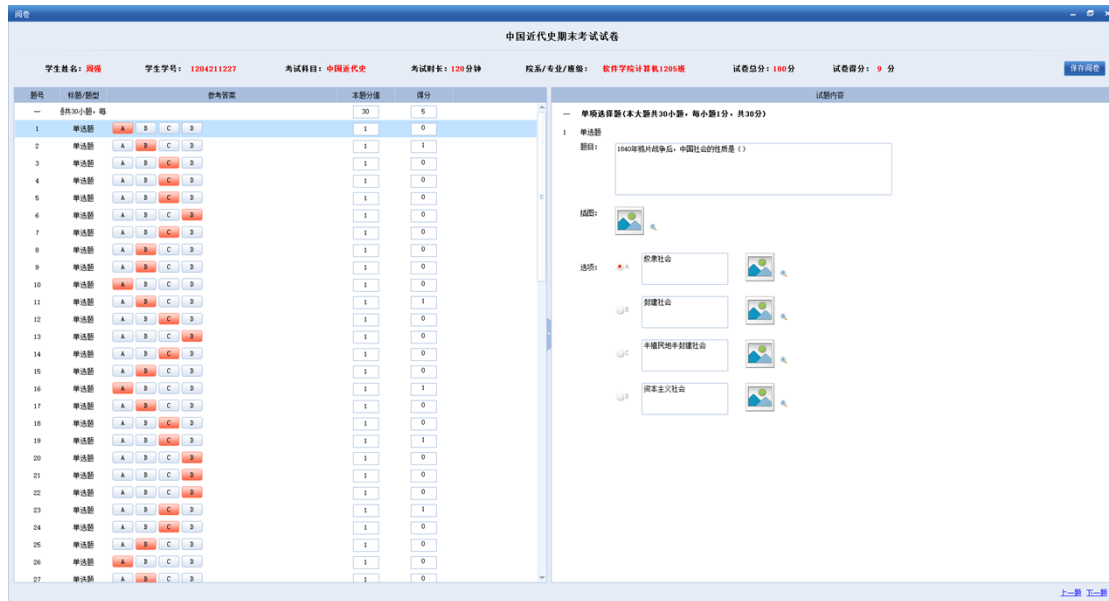 阅卷
中国近代史期末考试试卷
学生姓名：周强 学生学号：1204211227 考试科目：中国近代史 考试时长：120分钟 院系/专业/班级：软件学院计算机1205班 试卷总分：100分 试卷得分：9 分 保存阅卷
题号 标题/题型 参考答案 本题分值 得分 试题内容
一 共30小题，每 30 5
1 单选题 A B C D 1 0
2 单选题 A B C D 1 1
3 单选题 A B C D 1 0
4 单选题 A B C D 1 0
5 单选题 A B C D 1 0
6 单选题 A B C D 1 0
7 单选题 A B C D 1 0
8 单选题 A B C D 1 0
9 单选题 A B C D 1 0
10 单选题 A B C D 1 0
11 单选题 A B C D 1 1
12 单选题 A B C D 1 0
13 单选题 A B C D 1 0
14 单选题 A B C D 1 0
15 单选题 A B C D 1 0
16 单选题 A B C D 1 1
17 单选题 A B C D 1 0
18 单选题 A B C D 1 0
19 单选题 A B C D 1 1
20 单选题 A B C D 1 0
21 单选题 A B C D 1 0
22 单选题 A B C D 1 0
23 单选题 A B C D 1 1
24 单选题 A B C D 1 0
25 单选题 A B C D 1 0
26 单选题 A B C D 1 0
27 单选题 A B C D 1 0
一 单项选择题(本大题共30小题，每小题1分，共30分)
1 单选题
题目： 1840年鸦片战争后，中国社会的性质是（）
插图：
选项： A 奴隶社会
B 封建社会
C 半殖民地半封建社会
D 资本主义社会
上一题 下一题